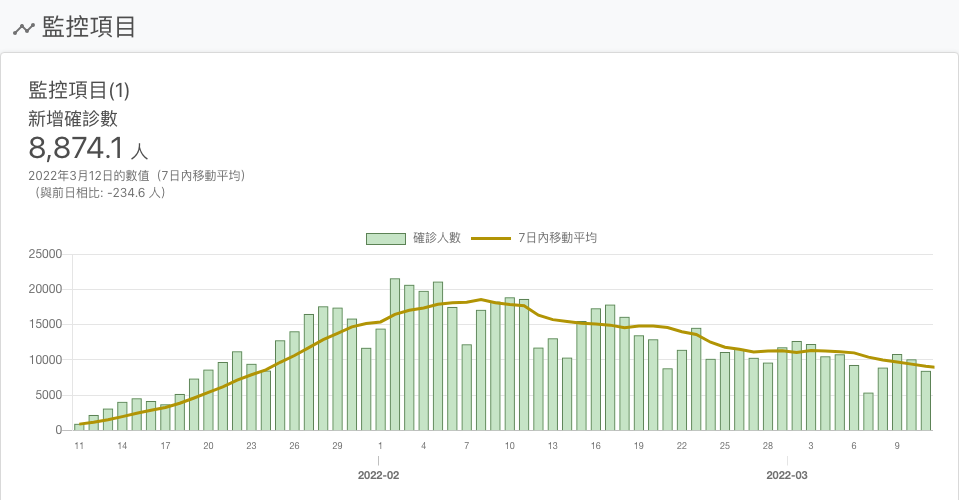 監控項目
監控項目(1)
新增確診數
8,874.1 人
2022年3月12日的數值（7日內移動平均）
（與前日相比: -234.6 人）
確診人數 7日內移動平均
25000
20000
15000
10000
5000
0
11 14 17 20 23 26 29 1 4 7 10 13 16 19 22 25 28 3 6 9
2022-02 2022-03